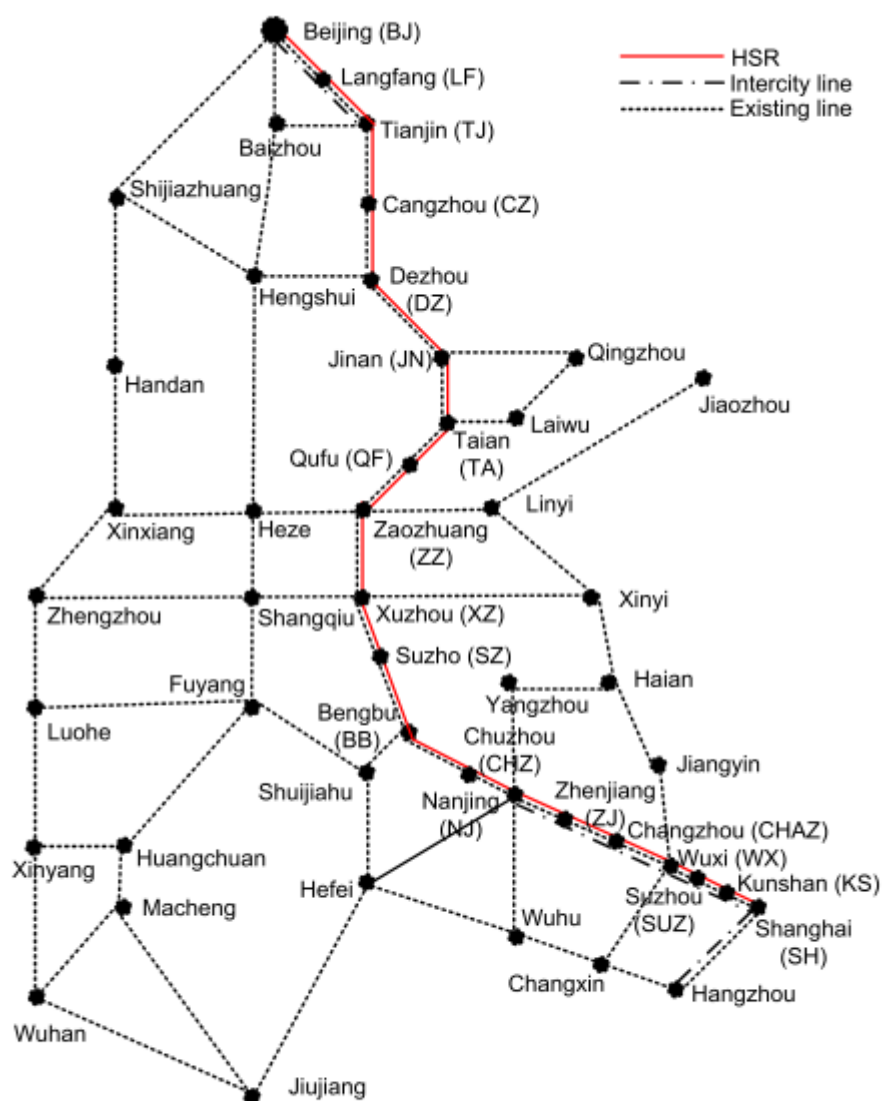 Beijing (BJ)
HSR
Langfang (LF)
Intercity line
Existing line
Baizhou
Tianjin (TJ)
Shijiazhuang
Cangzhou (CZ)
Hengshui
Dezhou
(DZ)
Jinan (JN)
Qingzhou
Handan
Jiaozhou
Laiwu
Taian
(TA)
Qufu (QF)
Xinxiang
Heze
Zaozhuang
(ZZ)
Linyi
Zhengzhou
Shangqiu
Xuzhou (XZ)
Xinyi
Suzho (SZ)
Fuyang
Yangzhou
Haian
Luohe
Bengbu
(BB)
Chuzhou
(CHZ)
Jiangyin
Shuijiahu
Nanjing
(NJ)
Zhenjiang
(ZJ)
Changzhou (CHAZ)
Xinyang
Huangchuan
Wuxi (WX)
Hefei
Macheng
Suzhou
(SUZ)
Kunshan (KS)
Wuhu
Shanghai
(SH)
Changxin
Hangzhou
Wuhan
Jiujiang